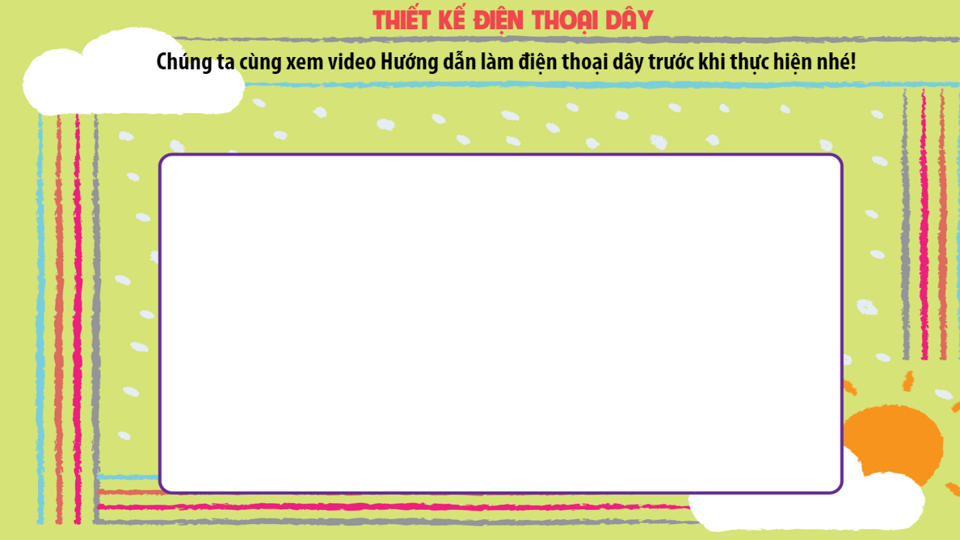 THIẾT KẾ ĐIỆN THOẠI DÂY
Chúng ta cùng xem video Hướng dẫn làm điện thoại dây trước khi thực hiện nhé!